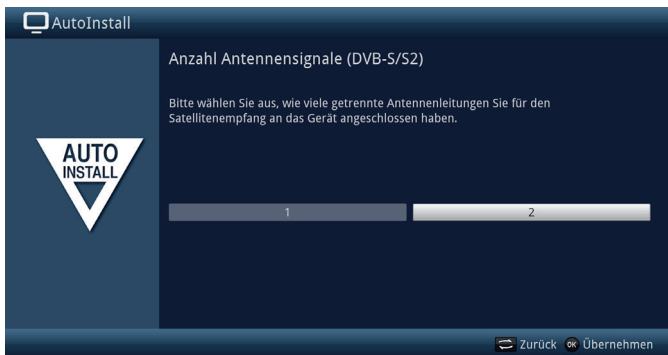 AutoInstall
Anzahl Antennensignale (DVB-S/S2)
Bitte wählen Sie aus, wie viele getrennte Antennenleitungen Sie für den
Satellitenempfang an das Gerät angeschlossen haben.
AUTO
INSTALL
1 2
Zurück OK Übernehmen